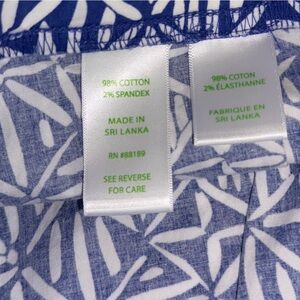 98% COTTON
2% SPANDEX
MADE IN
SRI LANKA
RN #88189
SEE REVERSE
FOR CARE
98% COTON
2% ÉLASTHANNE
FABRIQUE EN
SRI LANKA